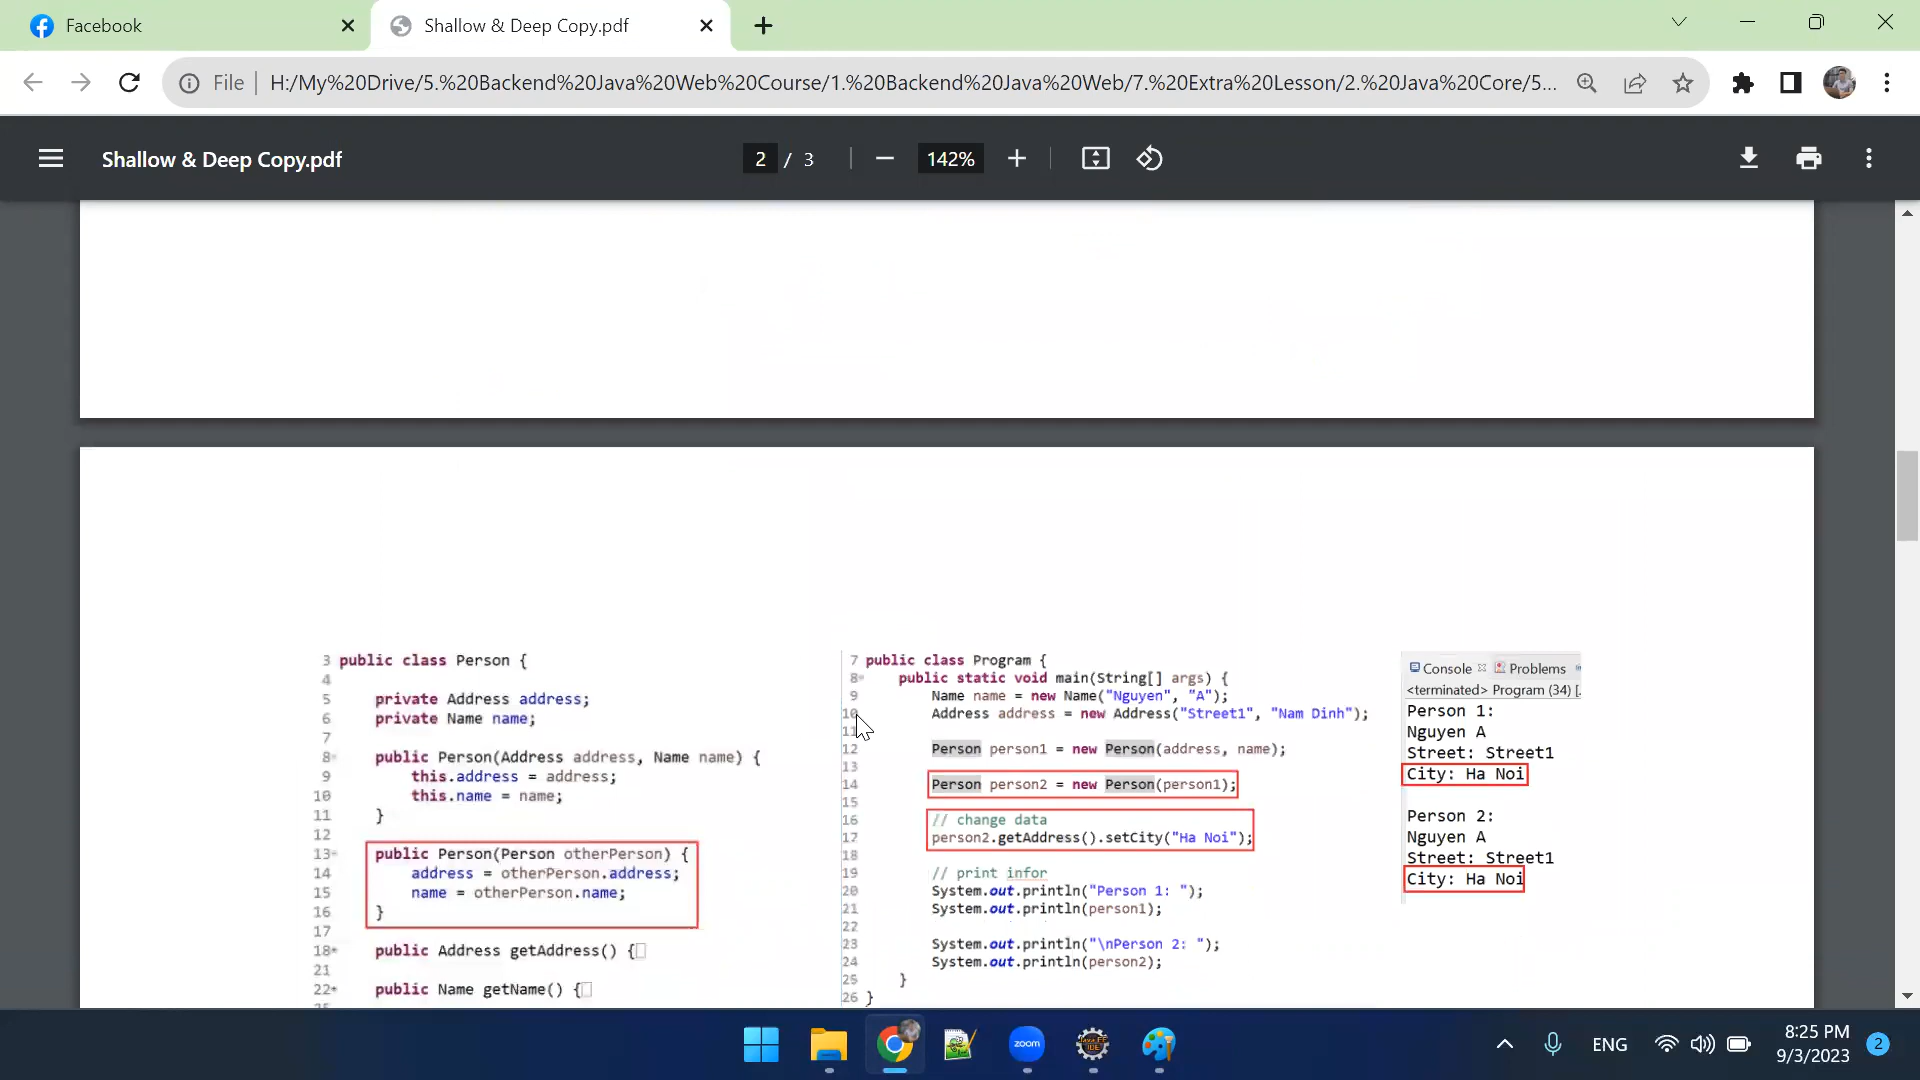 Facebook
Shallow & Deep Copy.pdf
File
H:/My%20Drive/5.%20Backend%20Java%20Web%20Course/1.%20Backend%20Java%20Web/7.%20Extra%20Lesson/2.%20Java%20Core/5...
Shallow & Deep Copy.pdf
2 / 3
142%
3 public class Person {
4
5 private Address address;
6 private Name name;
7
8 public Person(Address address, Name name) {
9 this.address = address;
10 this.name = name;
11 }
12
13 public Person(Person otherPerson) {
14 address = otherPerson.address;
15 name = otherPerson.name;
16 }
17
18 public Address getAddress() {
21
22 public Name getName() {
7 public class Program {
8 public static void main(String[] args) {
9 Name name = new Name("Nguyen", "A");
10 Address address = new Address("Street1", "Nam Dinh");
11
12 Person person1 = new Person(address, name);
13
14 Person person2 = new Person(person1);
15
16 // change data
17 person2.getAddress().setCity("Ha Noi");
18
19 // print infor
20 System.out.println("Person 1: ");
21 System.out.println(person1);
22
23 System.out.println("\nPerson 2: ");
24 System.out.println(person2);
25 }
26 }
Console Problems
<terminated> Program (34) [.
Person 1:
Nguyen A
Street: Street1
City: Ha Noi
Person 2:
Nguyen A
Street: Street1
City: Ha Noi
zoom
JAVA EE
IDE
ENG
8:25 PM
9/3/2023
2